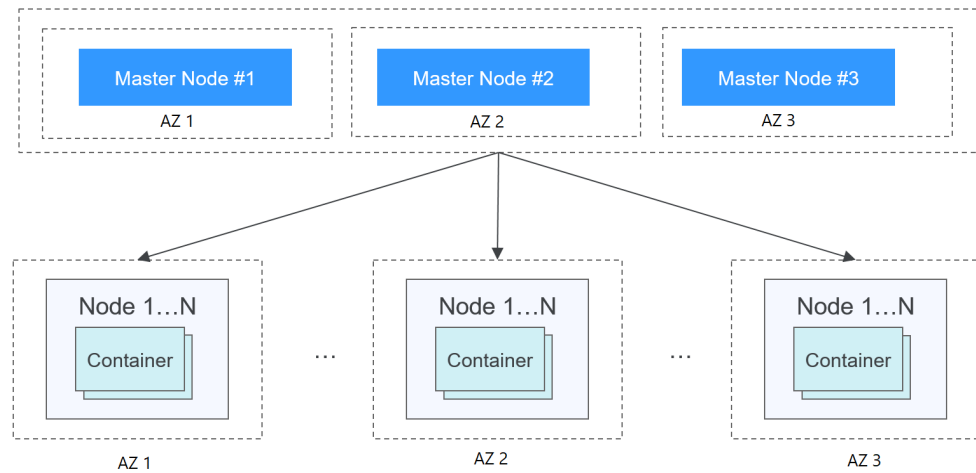 Master Node #1
Master Node #2
Master Node #3
AZ 1
AZ 2
AZ 3
Node 1…N
Node 1…N
Node 1…N
Container
...
Container
...
Container
AZ 1
AZ 2
AZ 3